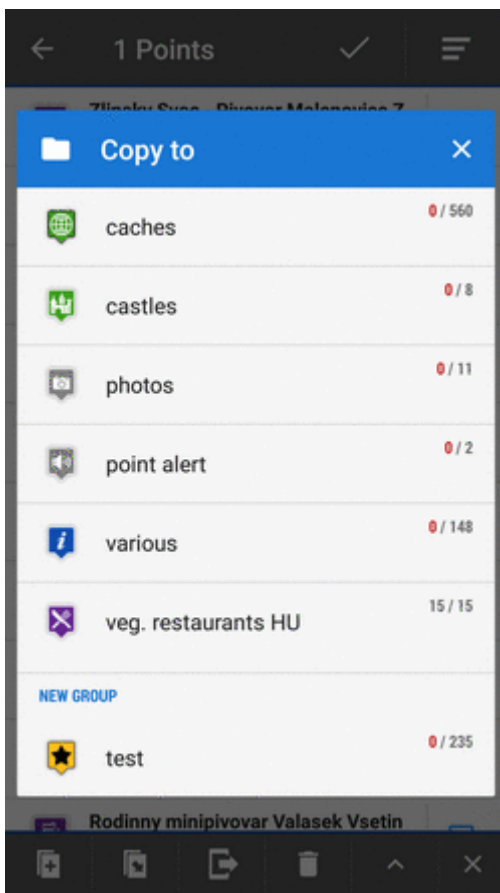 1 Points
Copy to
caches
0 / 560
castles
0 / 8
photos
0 / 11
point alert
0 / 2
various
0 / 148
veg. restaurants HU
15 / 15
NEW GROUP
test
0 / 235
Rodinny minipivovar Valasek Vsetin